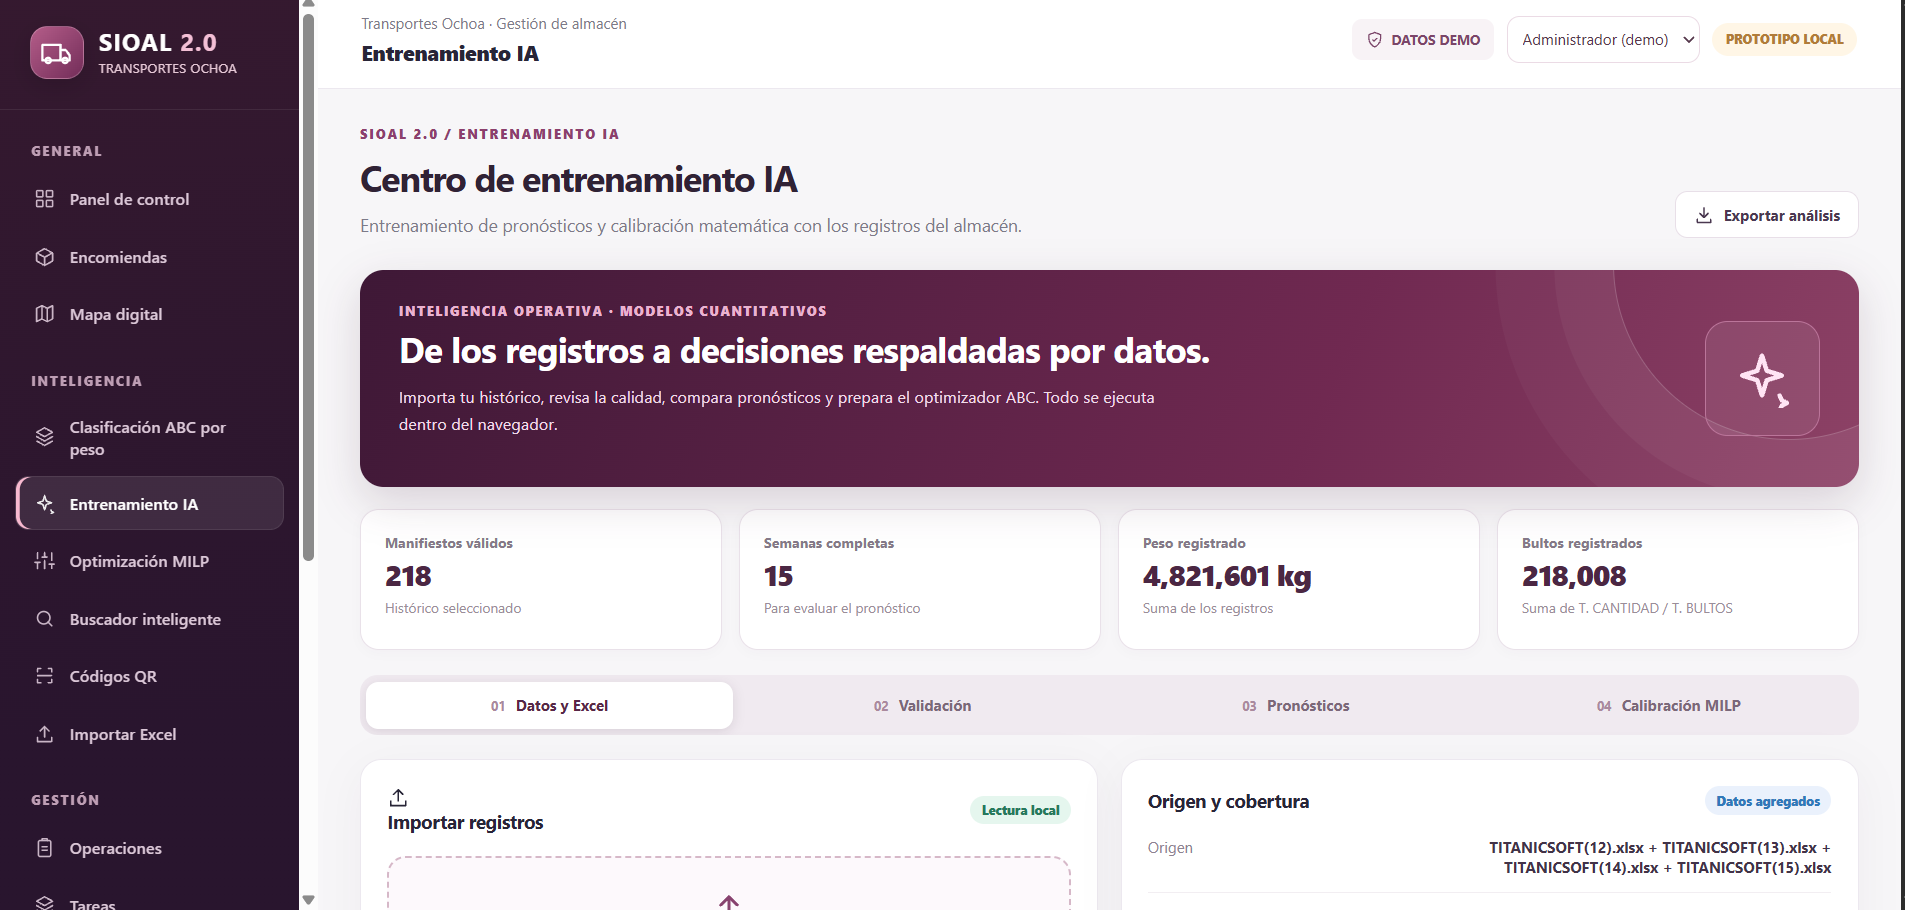 SIOAL 2.0
TRANSPORTES OCHOA
GENERAL
Panel de control
Encomiendas
Mapa digital
INTELIGENCIA
Clasificación ABC por
peso
Entrenamiento IA
Optimización MILP
Buscador inteligente
Códigos QR
Importar Excel
GESTIÓN
Operaciones
Tareas
Transportes Ochoa · Gestión de almacén
Entrenamiento IA
DATOS DEMO
Administrador (demo)
PROTOTIPO LOCAL
SIOAL 2.0 / ENTRENAMIENTO IA
Centro de entrenamiento IA
Entrenamiento de pronósticos y calibración matemática con los registros del almacén.
Exportar análisis
INTELIGENCIA OPERATIVA · MODELOS CUANTITATIVOS
De los registros a decisiones respaldadas por datos.
Importa tu histórico, revisa la calidad, compara pronósticos y prepara el optimizador ABC. Todo se ejecuta
dentro del navegador.
Manifiestos válidos
218
Histórico seleccionado
Semanas completas
15
Para evaluar el pronóstico
Peso registrado
4,821,601 kg
Suma de los registros
Bultos registrados
218,008
Suma de T. CANTIDAD / T. BULTOS
01 Datos y Excel
02 Validación
03 Pronósticos
04 Calibración MILP
Importar registros
Lectura local
Origen y cobertura
Datos agregados
Origen
TITANICSOFT(12).xlsx + TITANICSOFT(13).xlsx +
TITANICSOFT(14).xlsx + TITANICSOFT(15).xlsx